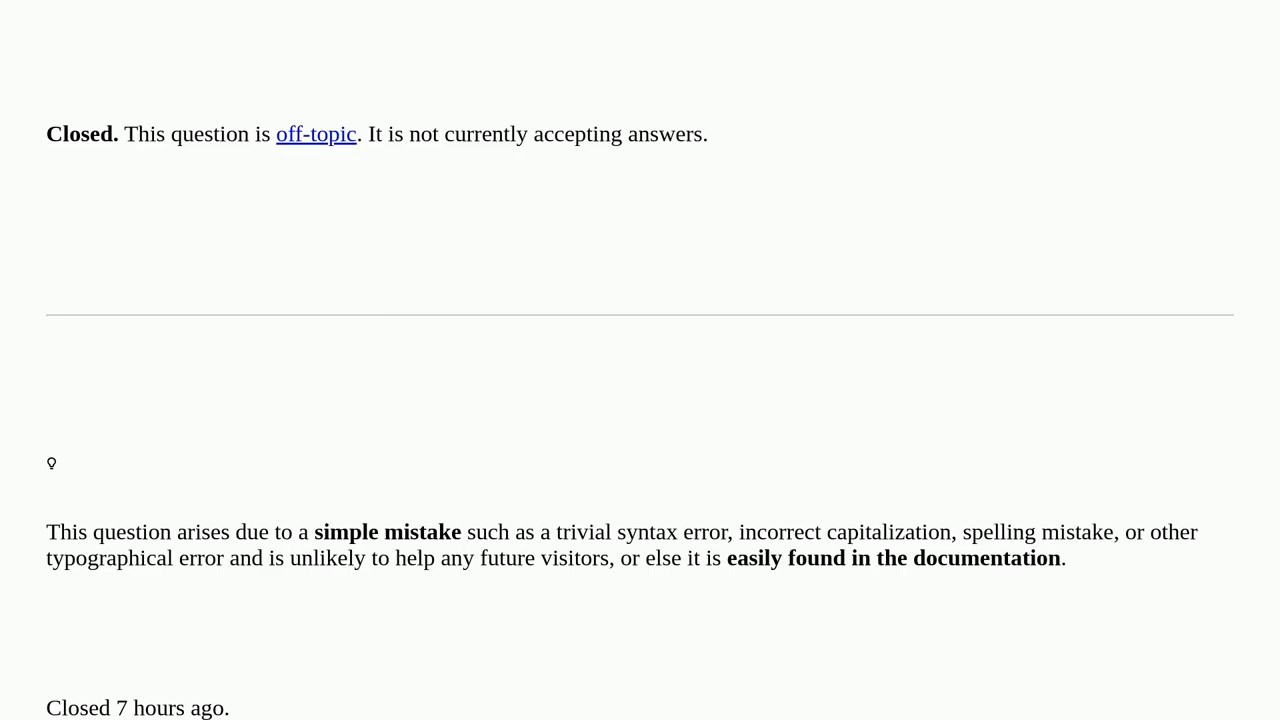 Closed. This question is off-topic. It is not currently accepting answers.
This question arises due to a simple mistake such as a trivial syntax error, incorrect capitalization, spelling mistake, or other
typographical error and is unlikely to help any future visitors, or else it is easily found in the documentation.
Closed 7 hours ago.